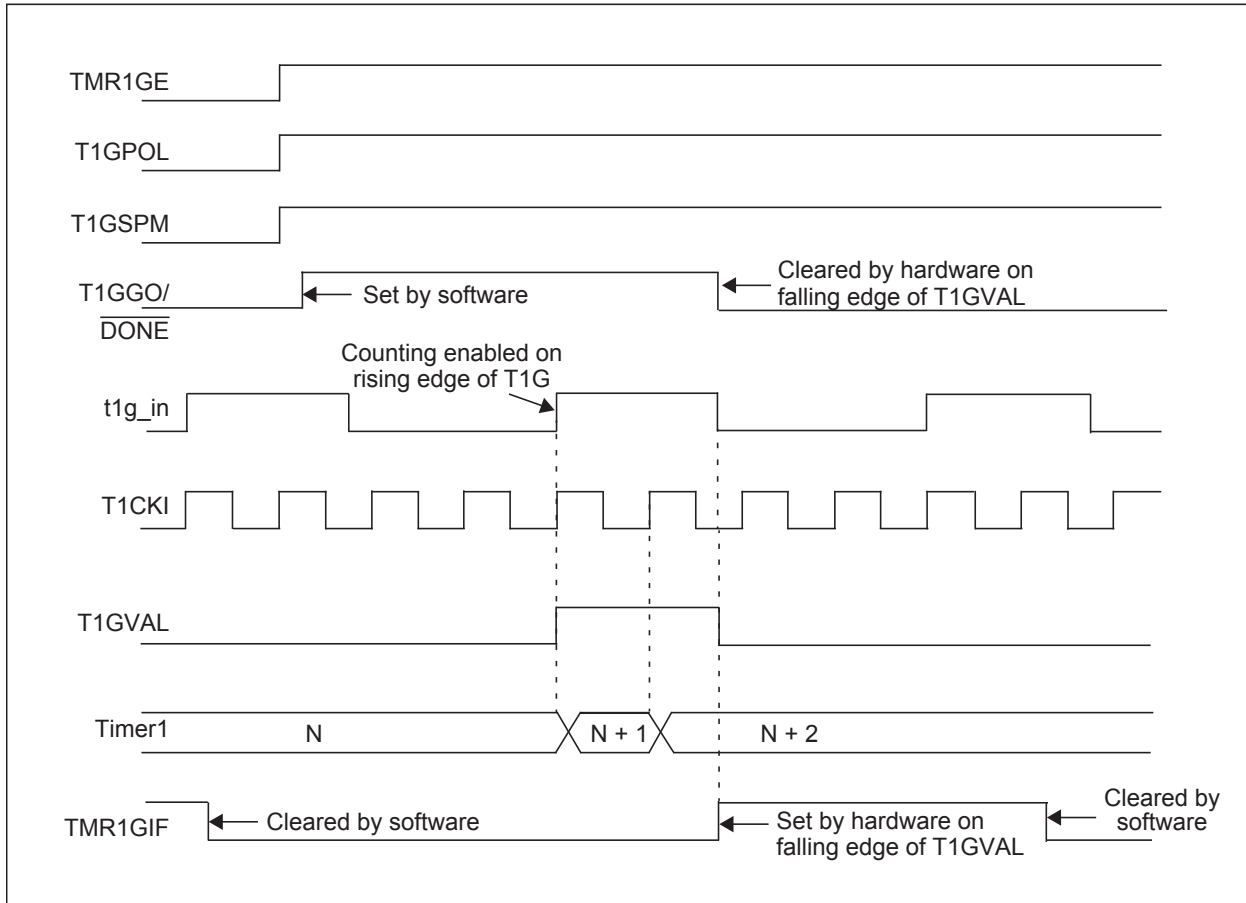 TMR1GE
T1GPOL
T1GSPM
T1GGO/
DONE
Set by software
Cleared by hardware on
falling edge of T1GVAL
Counting enabled on
rising edge of T1G
t1g_in
T1CKI
T1GVAL
Timer1
N
N + 1
N + 2
TMR1GIF
Cleared by software
Set by hardware on
falling edge of T1GVAL
Cleared by
software